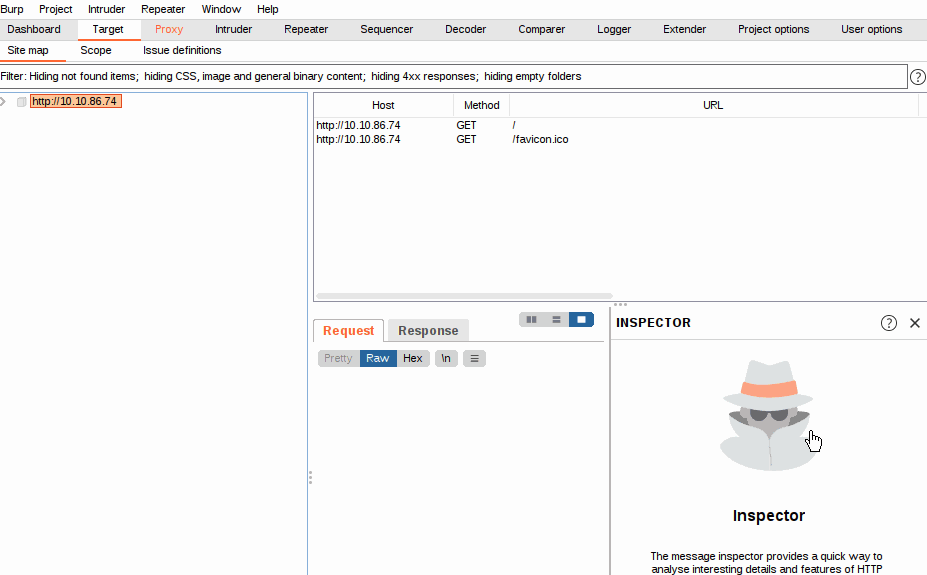 Burp Project Intruder Repeater Window Help
Dashboard Target Proxy Intruder Repeater Sequencer Decoder Comparer Logger Extender Project options User options
Site map Scope Issue definitions
Filter: Hiding not found items; hiding CSS, image and general binary content; hiding 4xx responses; hiding empty folders ?
http://10.10.86.74
Host Method URL
http://10.10.86.74 GET /
http://10.10.86.74 GET /favicon.ico
Request Response
Pretty Raw Hex \n
INSPECTOR ?
Inspector
The message inspector provides a quick way to
analyse interesting details and features of HTTP